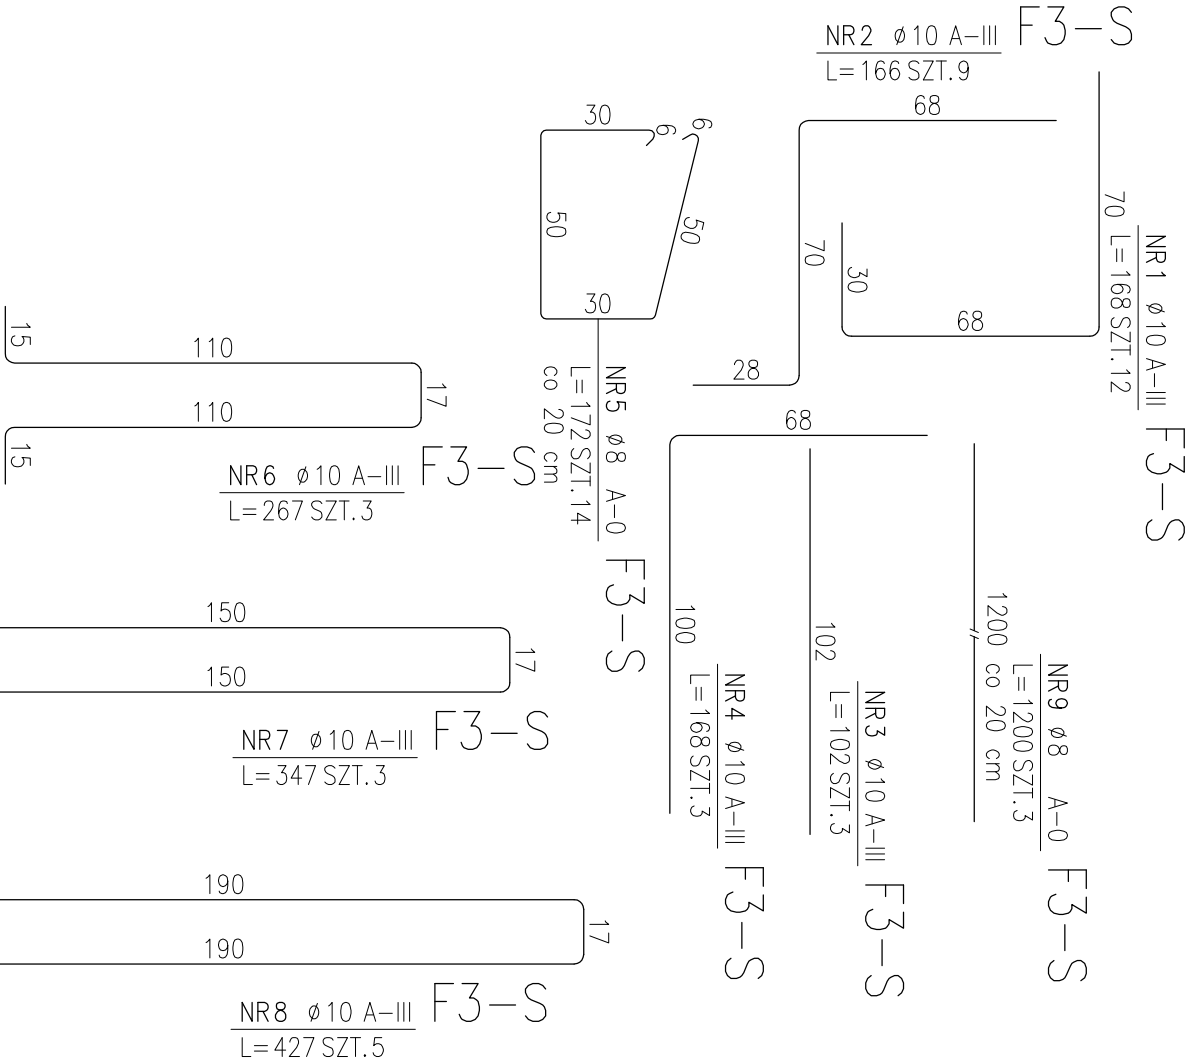 NR2 ø10 A-III F3-S
L=166 SZT.9
68
70
28
NR1 ø10 A-III F3-S
L=168 SZT.12
70
30
68
30
6
6
50
50
30
NR5 ø8 A-0 F3-S
L=172 SZT.14
co 20 cm
15
110
17
110
15
NR6 ø10 A-III F3-S
L=267 SZT.3
68
100
NR4 ø10 A-III F3-S
L=168 SZT.3
102
NR3 ø10 A-III F3-S
L=102 SZT.3
NR9 ø8 A-0 F3-S
L=1200 SZT.3
1200 co 20 cm
150
17
150
NR7 ø10 A-III F3-S
L=347 SZT.3
190
17
190
NR8 ø10 A-III F3-S
L=427 SZT.5